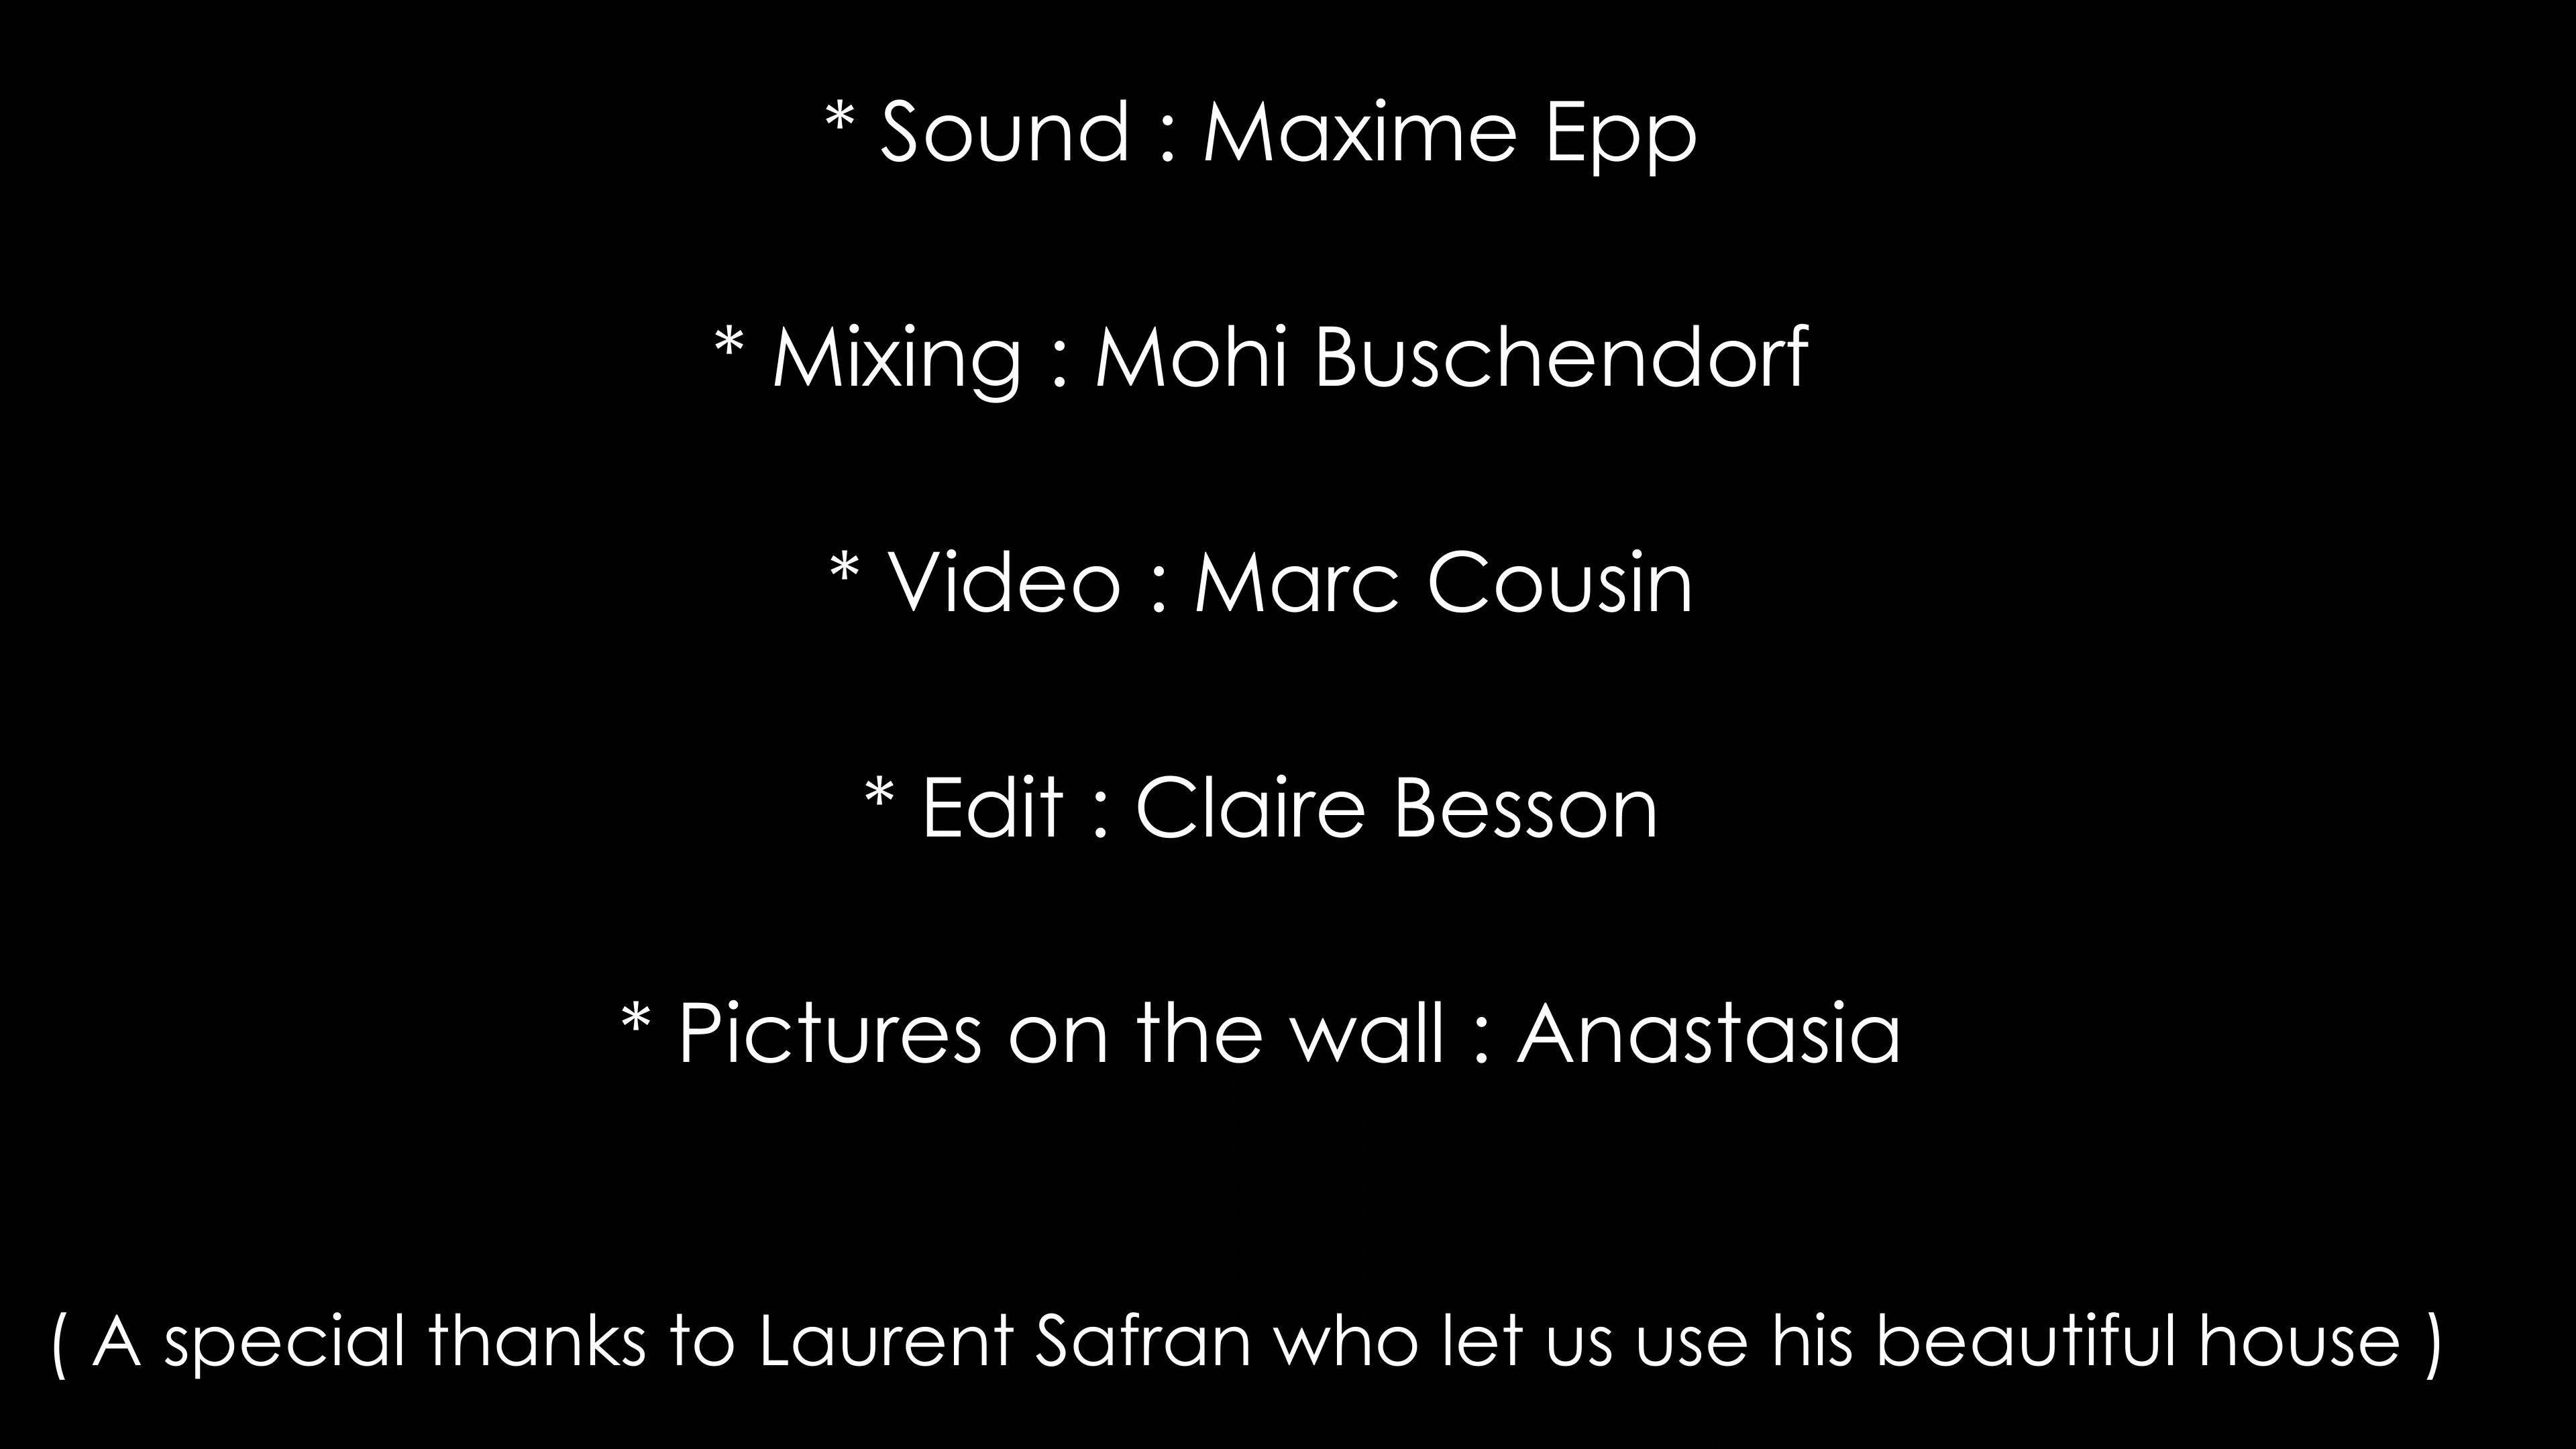 * Sound : Maxime Epp
* Mixing : Mohi Buschendorf
* Video : Marc Cousin
* Edit : Claire Besson
* Pictures on the wall : Anastasia
( A special thanks to Laurent Safran who let us use his beautiful house )